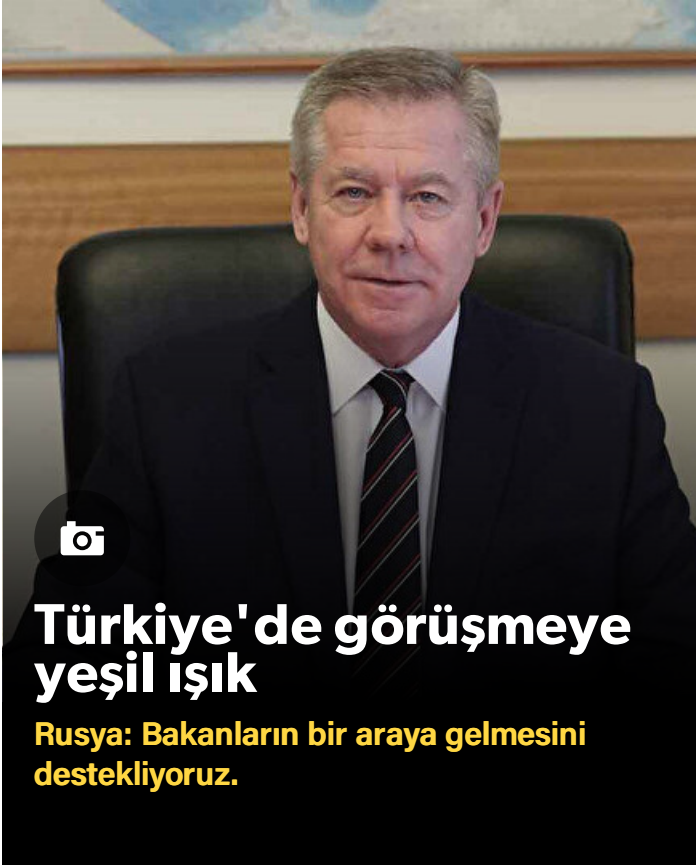 Türkiye'de görüşmeye
yeşil ışık
Rusya: Bakanların bir araya gelmesini
destekliyoruz.